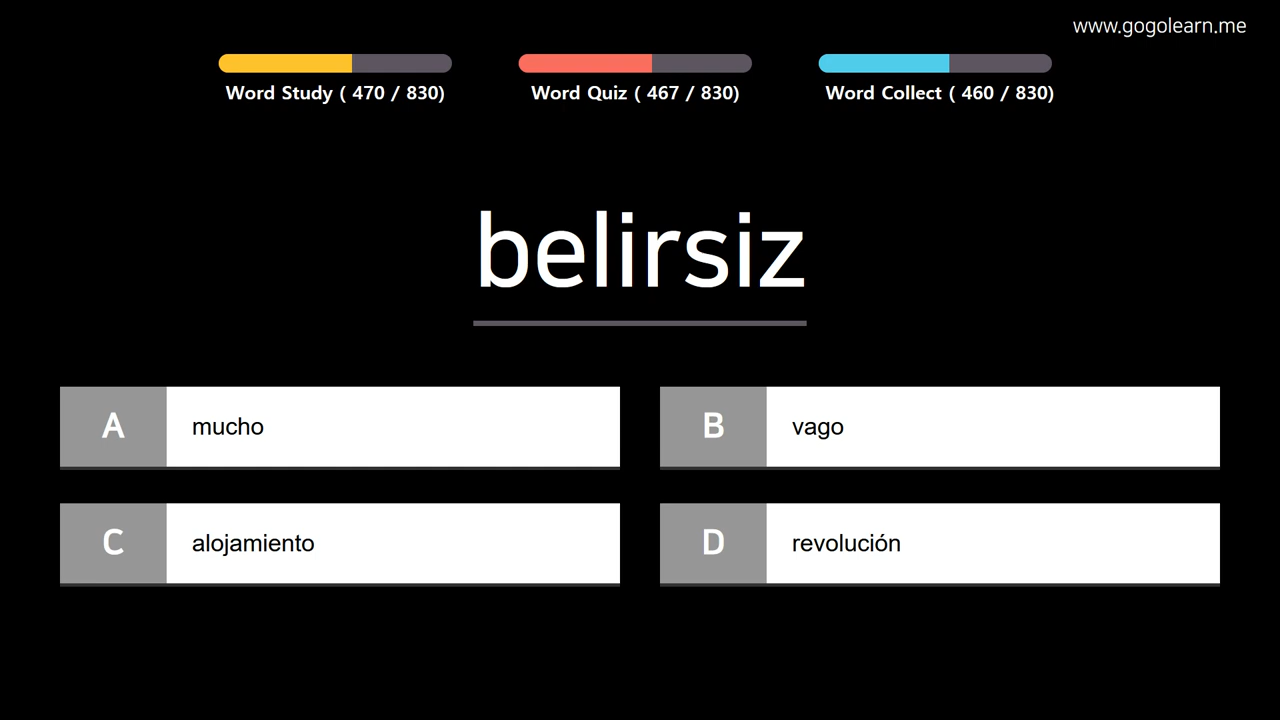 www.gogolearn.me
Word Study ( 470 / 830)
Word Quiz ( 467 / 830)
Word Collect ( 460 / 830)
belirsiz
A mucho
B vago
C alojamiento
D revolución